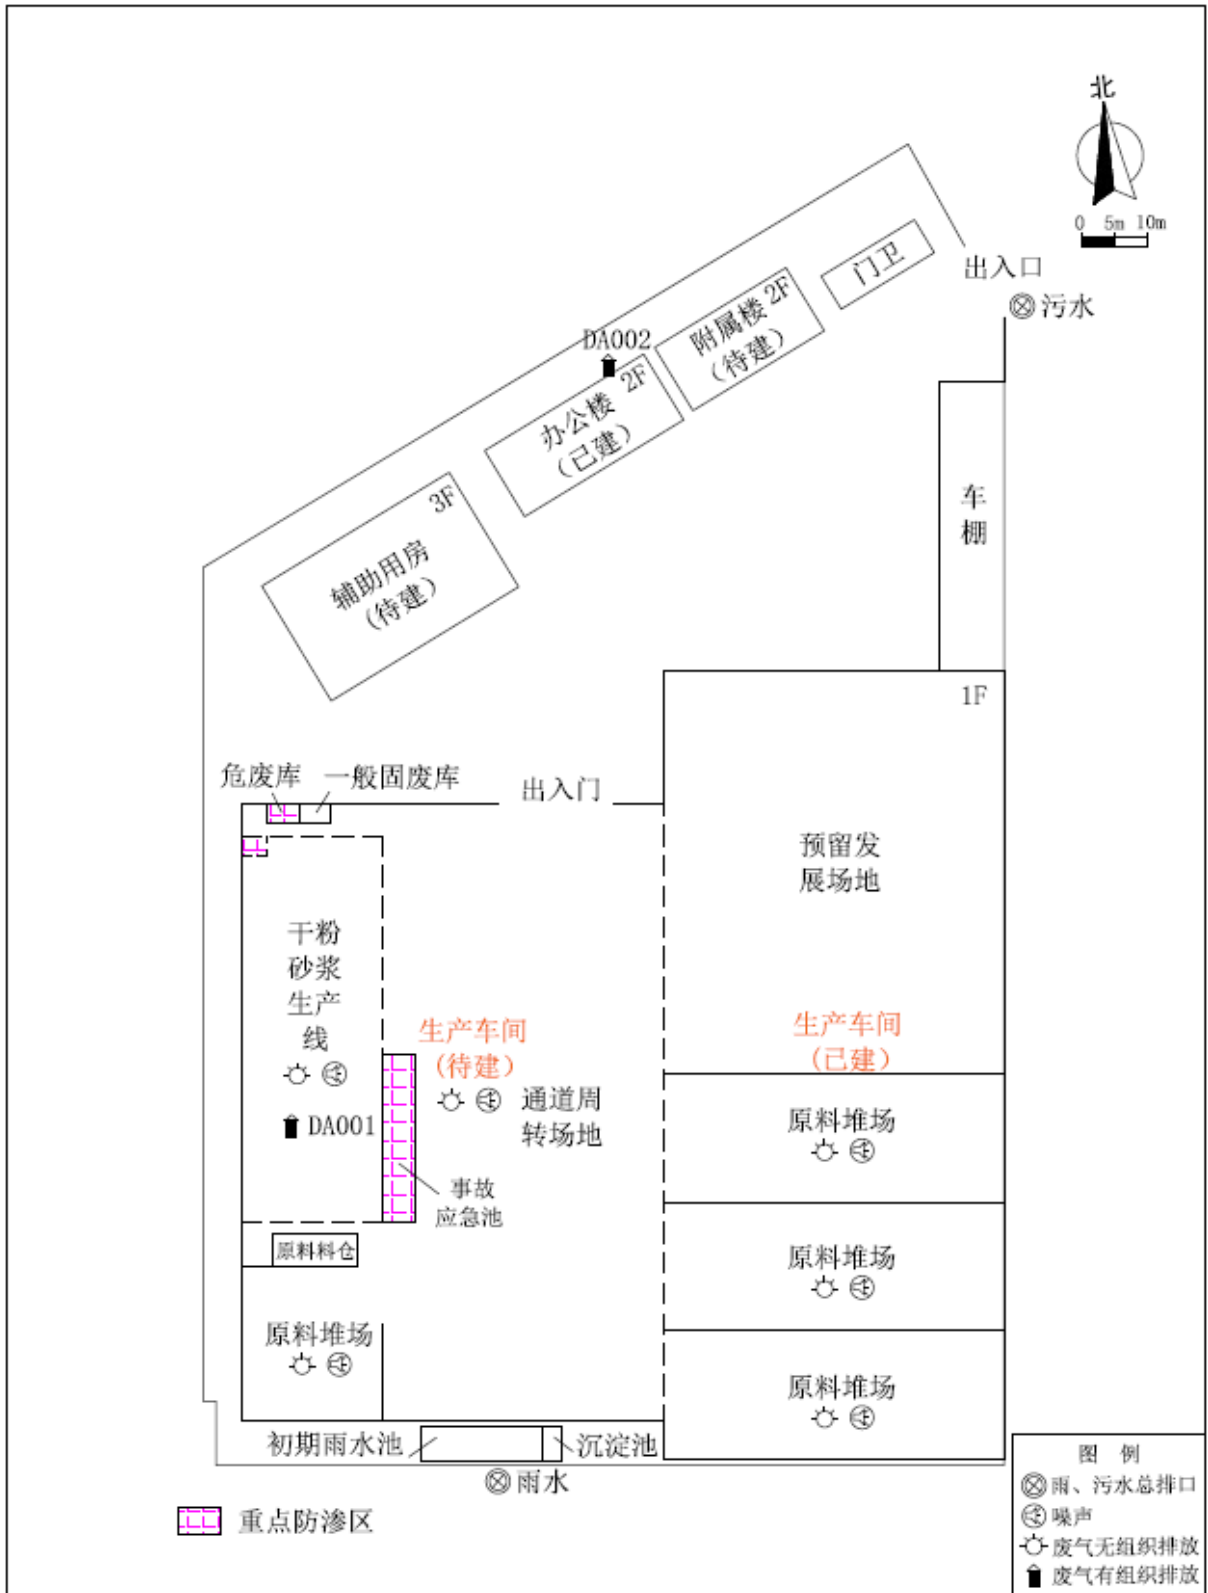 北
0 5m 10m
出入口
污水
门卫
附属楼 2F
(待建)
DA002
办公楼 2F
(已建)
车
棚
3F
辅助用房
(待建)
1F
危废库
一般固废库
出入门
预留发
展场地
干粉
砂浆
生产
线
DA001
生产车间
(待建)
通道周
转场地
生产车间
(已建)
原料堆场
事故
应急池
原料料仓
原料堆场
原料堆场
原料堆场
初期雨水池
沉淀池
雨水
重点防渗区
图 例
雨、污水总排口
噪声
废气无组织排放
废气有组织排放